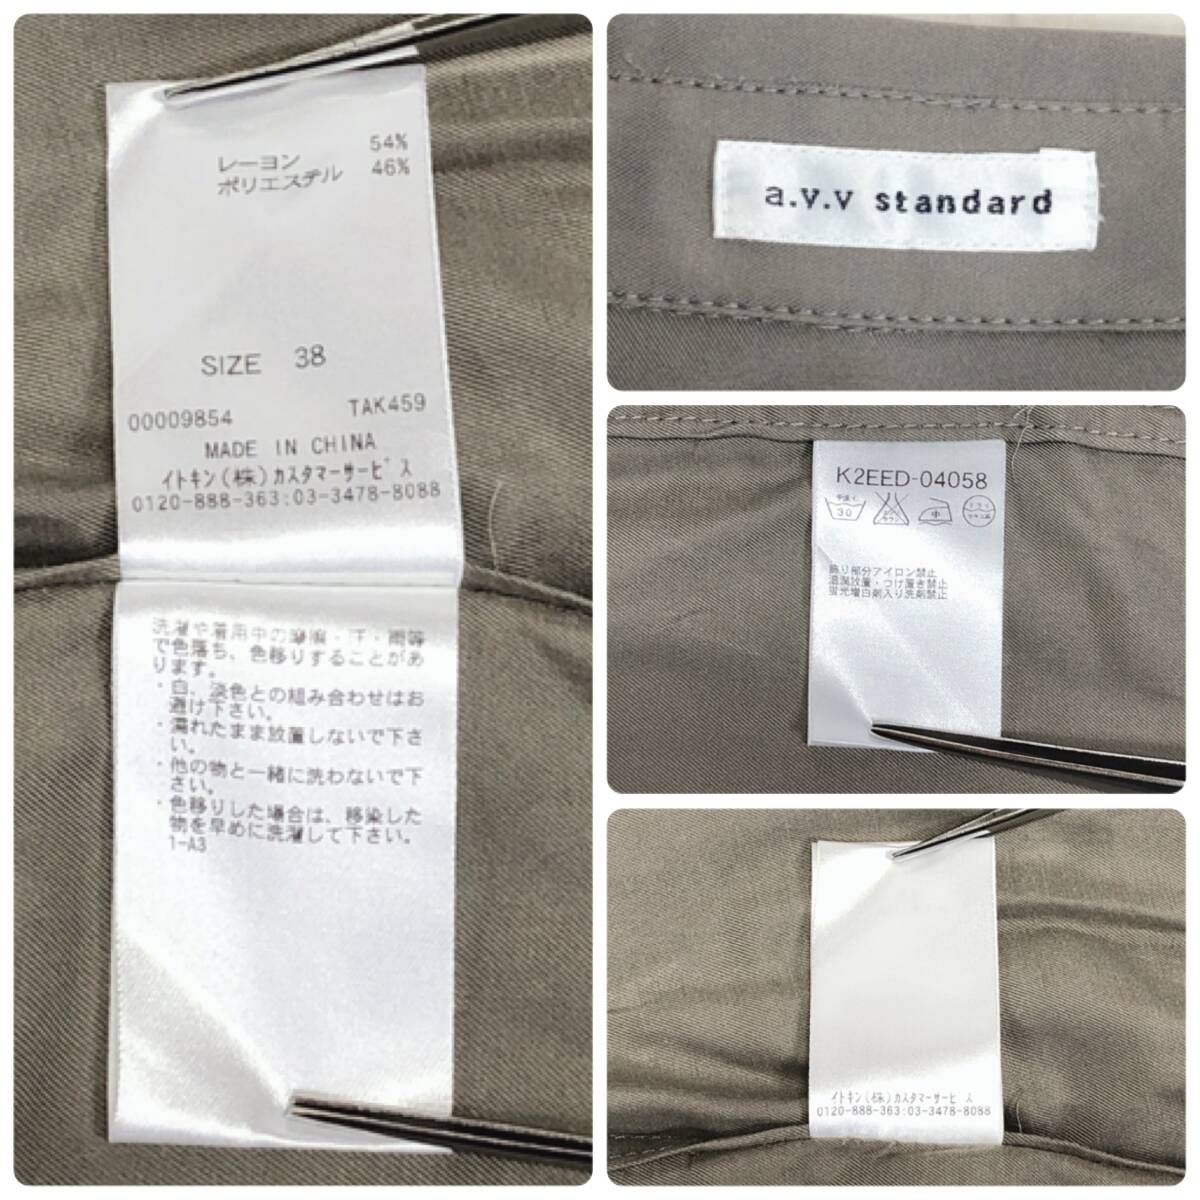 レーヨン 54%
ポリエステル 46%
SIZE 38
00009854 TAK459
MADE IN CHINA
イトキン(株)カスタマーサービス
0120-888-363:03-3478-8088
洗濯や着用中の摩擦・汗・雨等
で色落ち、色移りすることがあ
ります。
・白、淡色との組み合わせはお
避け下さい。
・濡れたまま放置しないで下さ
い。
・他の物と一緒に洗わないで下
さい。
・色移りした場合は、移染した
物を早めに洗濯して下さい。
1-A3
a.v.v standard
K2EED-04058
手洗イ
30
中
ドライ
飾り部分アイロン禁止
湿潤放置・つけ置き禁止
蛍光増白剤入り洗剤禁止
イトキン(株)カスタマーサービス
0120-888-363:03-3478-8088